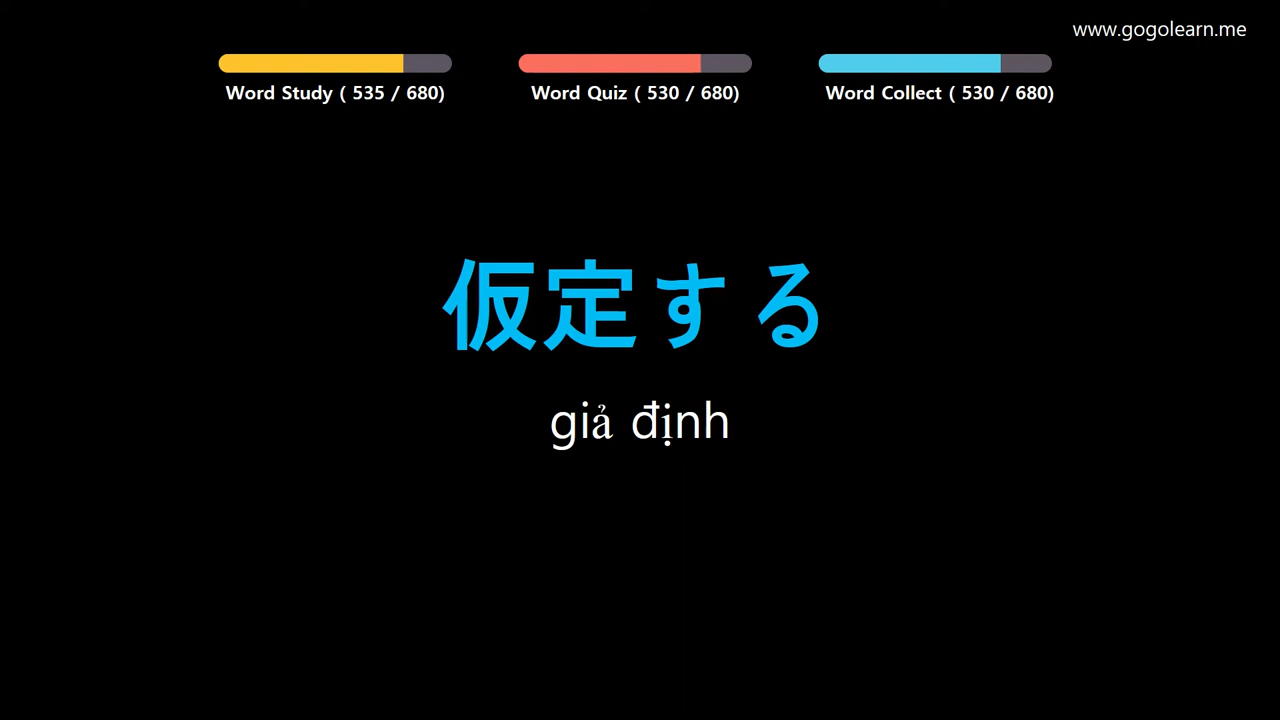 www.gogolearn.me
Word Study ( 535 / 680)
Word Quiz ( 530 / 680)
Word Collect ( 530 / 680)
仮定する
giả định